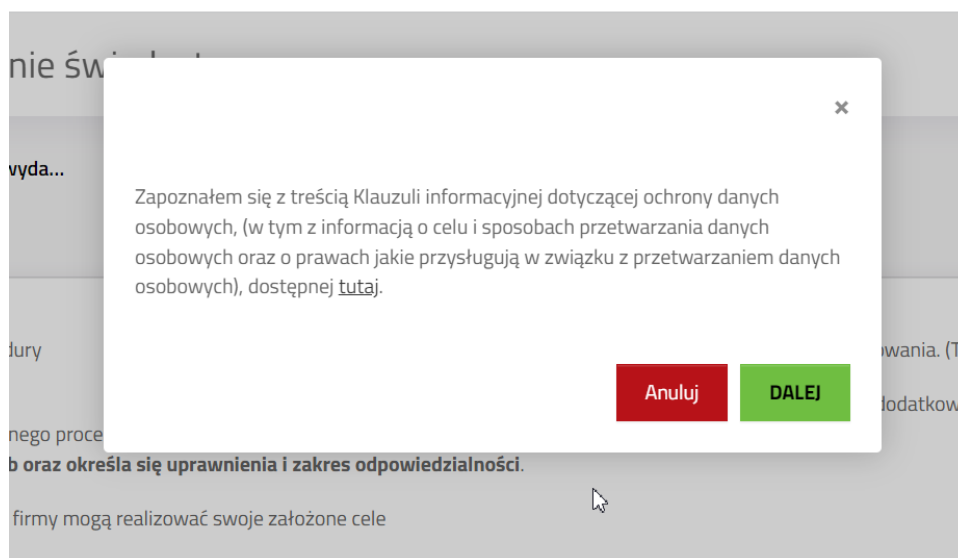 nie św
×
wyda...
Zapoznałem się z treścią Klauzuli informacyjnej dotyczącej ochrony danych
osobowych, (w tym z informacją o celu i sposobach przetwarzania danych
osobowych oraz o prawach jakie przysługują w związku z przetwarzaniem danych
osobowych), dostępnej tutaj.
dury
owania. (T
Anuluj
DALEJ
dodatkow
nego proce
b oraz określa się uprawnienia i zakres odpowiedzialności.
firmy mogą realizować swoje założone cele